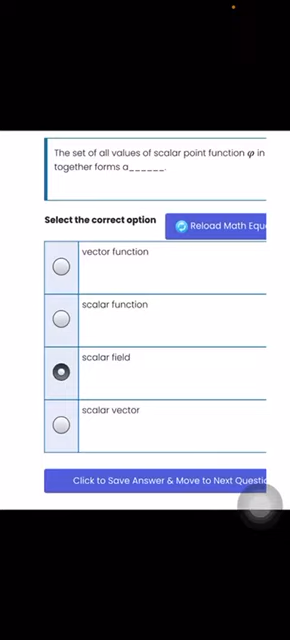 The set of all values of scalar point function φ in
together forms a______.
Select the correct option
Reload Math Equ
vector function
scalar function
scalar field
scalar vector
Click to Save Answer & Move to Next Questio